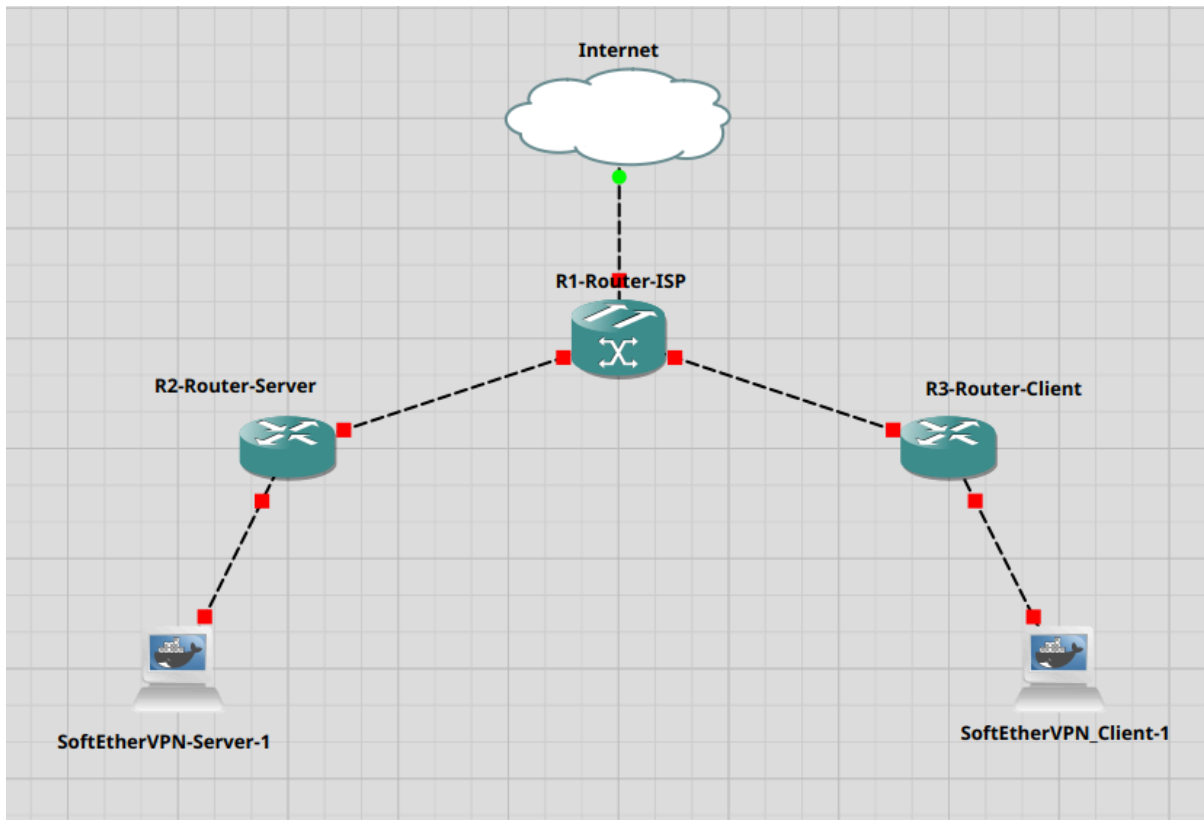 Internet
R1-Router-ISP
R2-Router-Server
R3-Router-Client
SoftEtherVPN-Server-1
SoftEtherVPN_Client-1